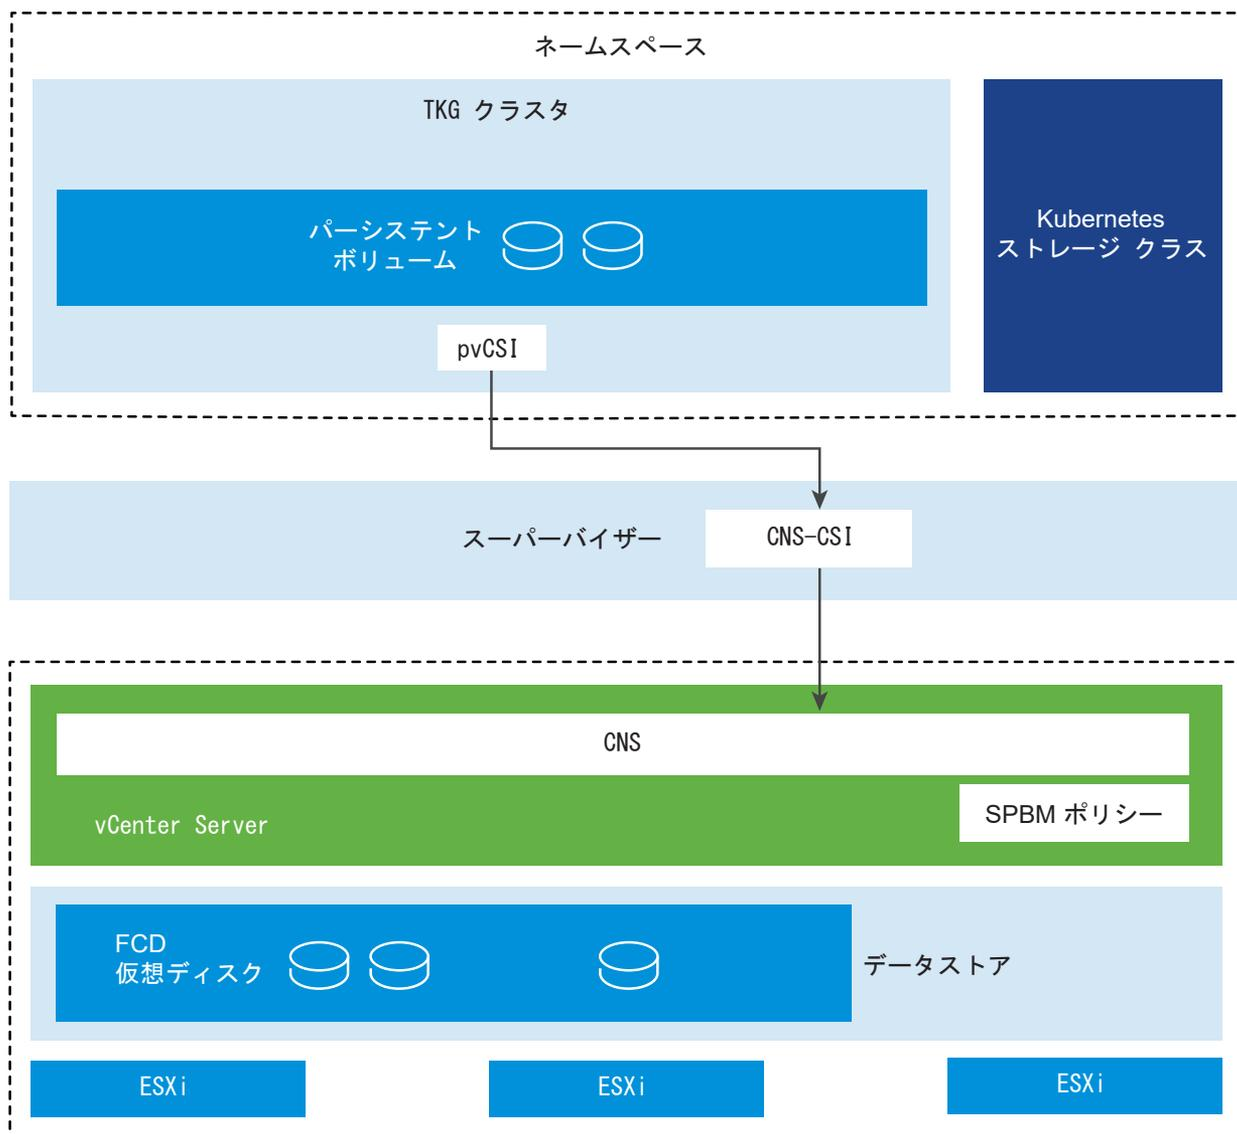 ネームスペース
TKG クラスタ
パーシステント
ボリューム
Kubernetes
ストレージ クラス
pvCSI
スーパーバイザー
CNS-CSI
CNS
vCenter Server
SPBM ポリシー
FCD
仮想ディスク
データストア
ESXi
ESXi
ESXi